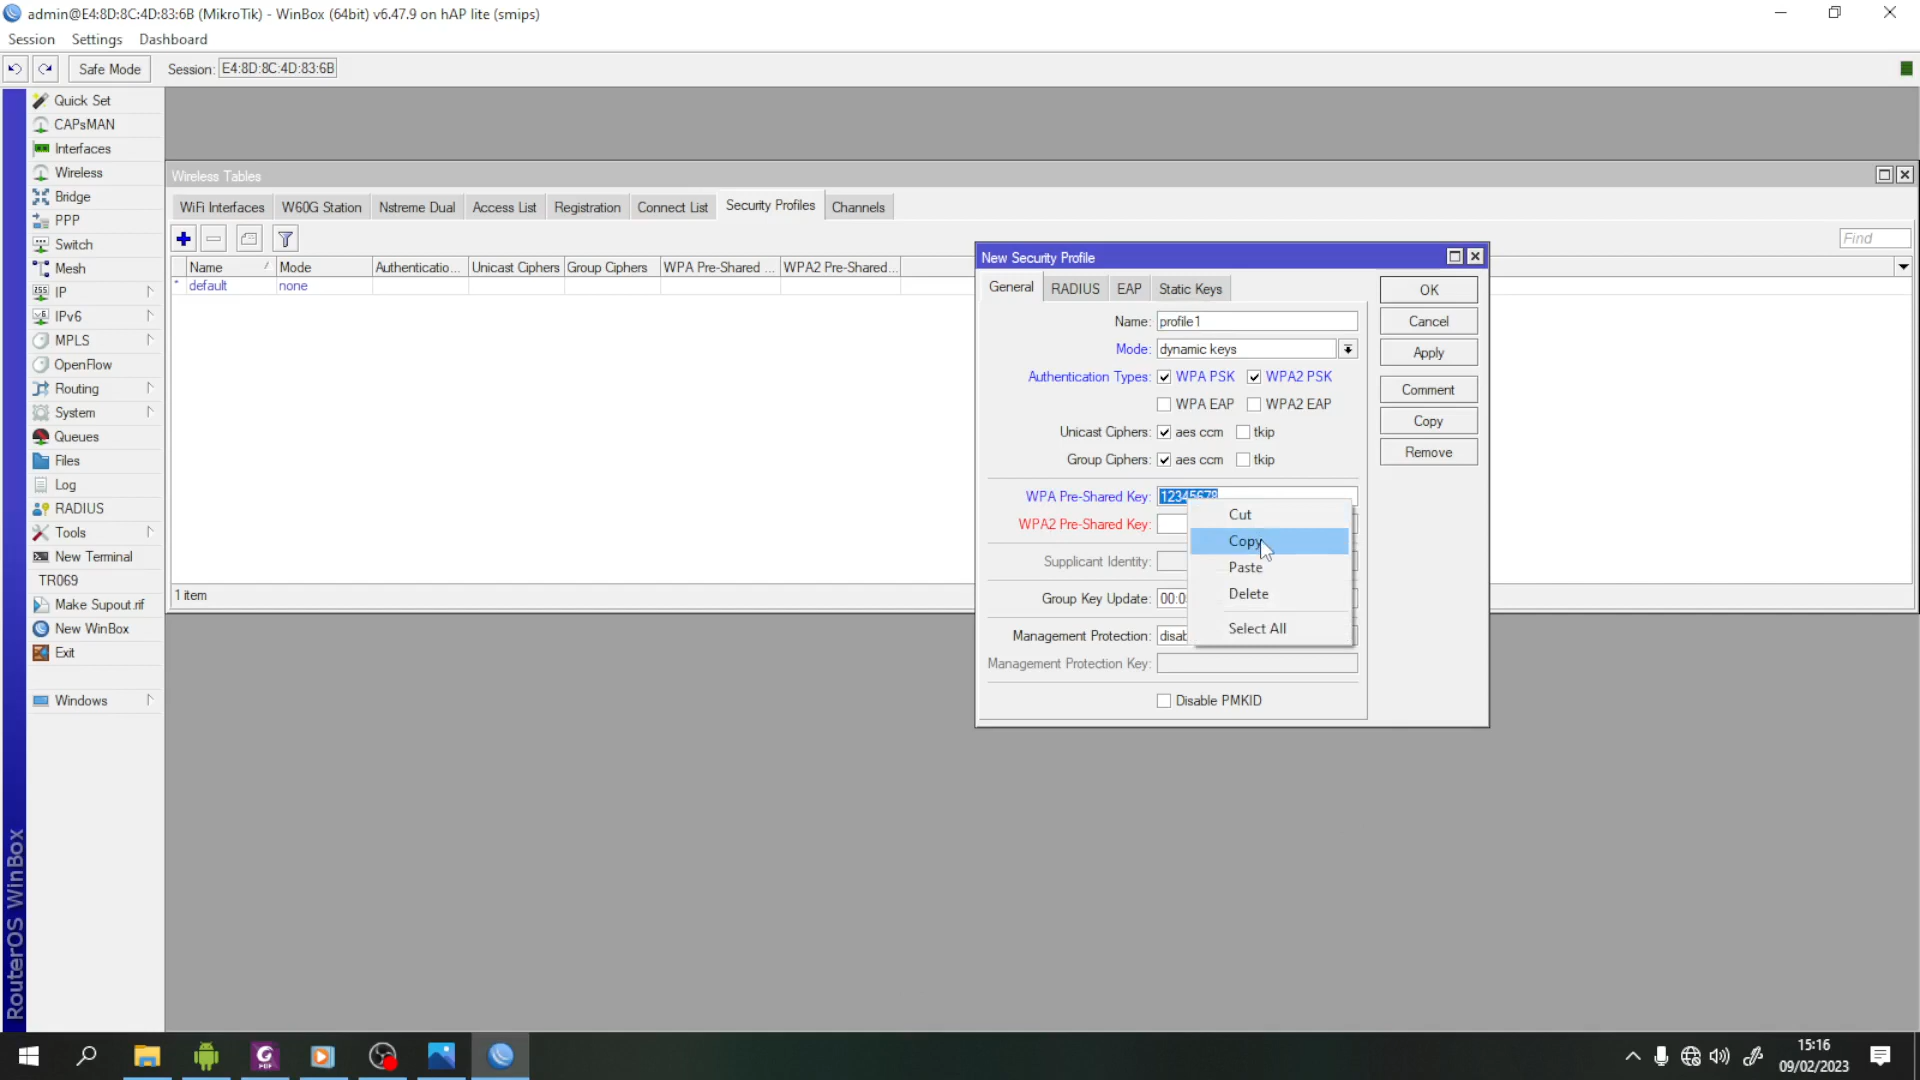 admin@E4:8D:8C:4D:83:6B (MikroTik) - WinBox (64bit) v6.47.9 on hAP lite (smips)
Session Settings Dashboard
Safe Mode Session: E4:8D:8C:4D:83:6B
Quick Set
CAPsMAN
Interfaces
Wireless
Bridge
PPP
Switch
Mesh
IP
IPv6
MPLS
OpenFlow
Routing
System
Queues
Files
Log
RADIUS
Tools
New Terminal
TR069
Make Supout.rif
New WinBox
Exit
Windows
RouterOS WinBox
Wireless Tables
WiFi Interfaces W60G Station Nstreme Dual Access List Registration Connect List Security Profiles Channels
Find
Name Mode Authenticatio... Unicast Ciphers Group Ciphers WPA Pre-Shared ... WPA2 Pre-Shared...
* default none
1 item
New Security Profile
General RADIUS EAP Static Keys
Name: profile1
Mode: dynamic keys
Authentication Types: WPA PSK WPA2 PSK
WPA EAP WPA2 EAP
Unicast Ciphers: aes ccm tkip
Group Ciphers: aes ccm tkip
WPA Pre-Shared Key: 12345678
WPA2 Pre-Shared Key:
Supplicant Identity:
Group Key Update: 00:0
Management Protection: disab
Management Protection Key:
Disable PMKID
OK
Cancel
Apply
Comment
Copy
Remove
Cut
Copy
Paste
Delete
Select All
15:16
09/02/2023